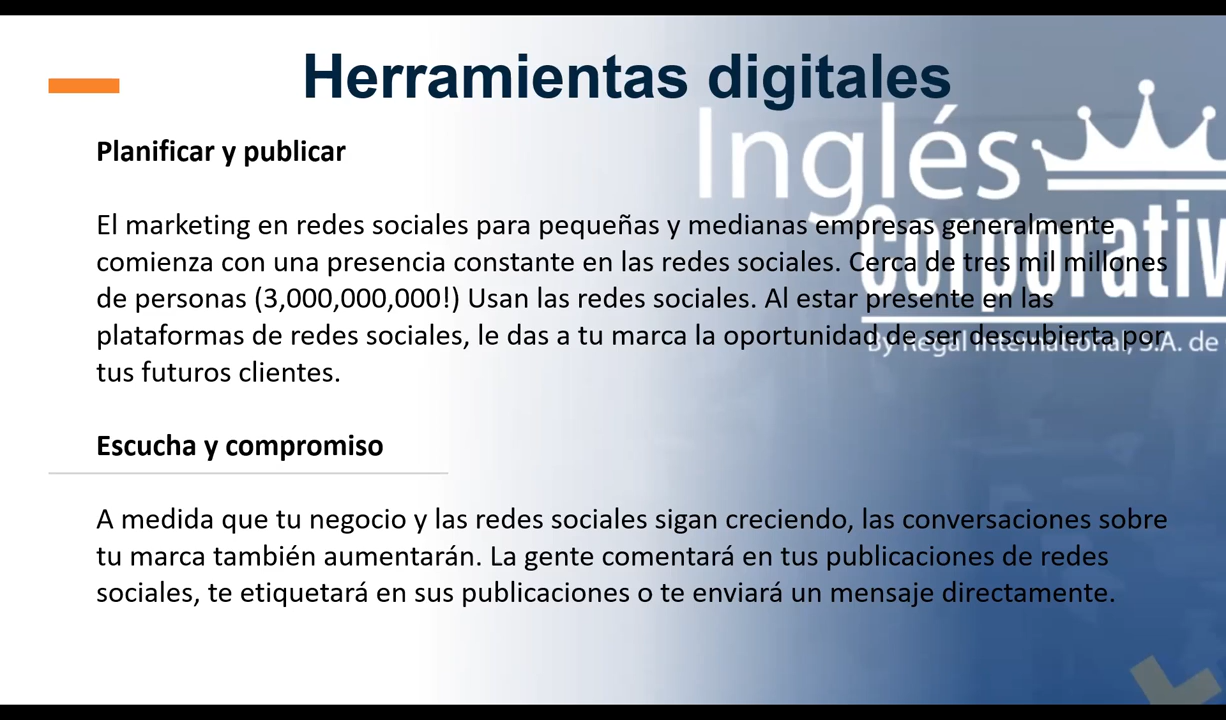 Herramientas digitales
Planificar y publicar
El marketing en redes sociales para pequeñas y medianas empresas generalmente
comienza con una presencia constante en las redes sociales. Cerca de tres mil millones
de personas (3,000,000,000!) Usan las redes sociales. Al estar presente en las
plataformas de redes sociales, le das a tu marca la oportunidad de ser descubierta por
tus futuros clientes.
Escucha y compromiso
A medida que tu negocio y las redes sociales sigan creciendo, las conversaciones sobre
tu marca también aumentarán. La gente comentará en tus publicaciones de redes
sociales, te etiquetará en sus publicaciones o te enviará un mensaje directamente.
Inglés
Corporativ
By Regal International, S.A. de